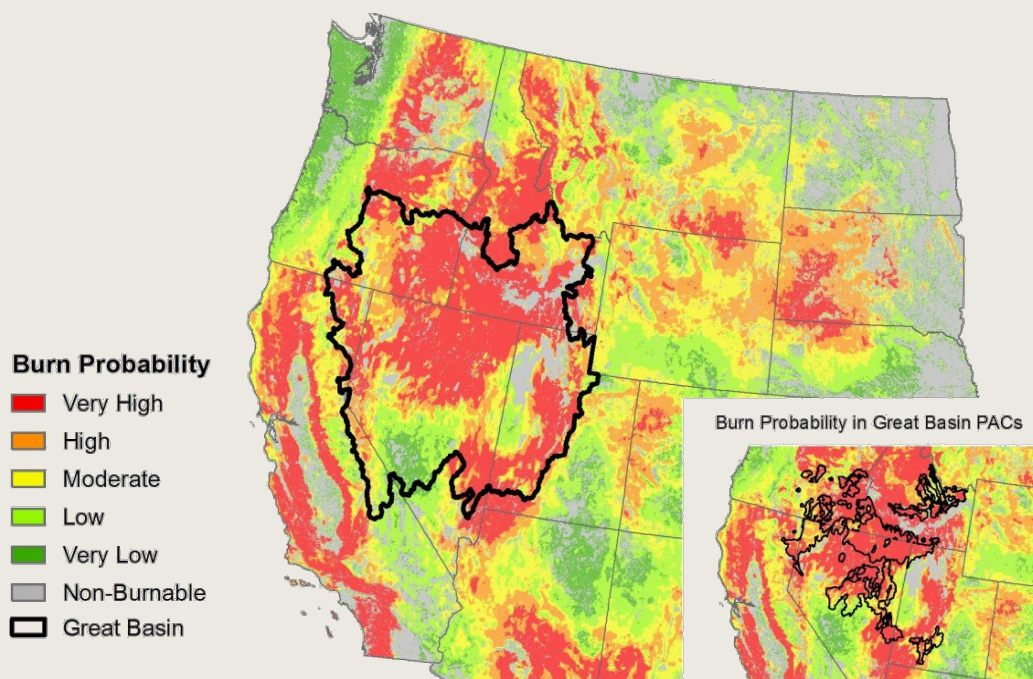 Burn Probability
Very High
High
Moderate
Low
Very Low
Non-Burnable
Great Basin
Burn Probability in Great Basin PACs